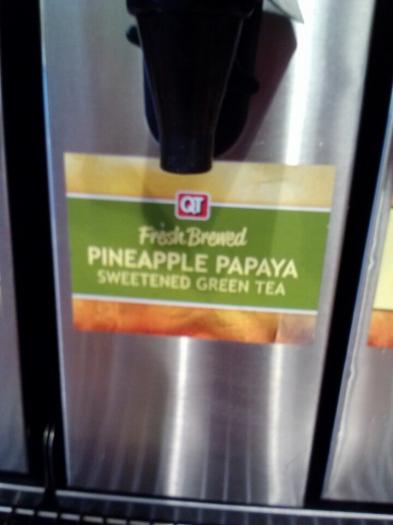 QT
Fresh Brewed
PINEAPPLE PAPAYA
SWEETENED GREEN TEA